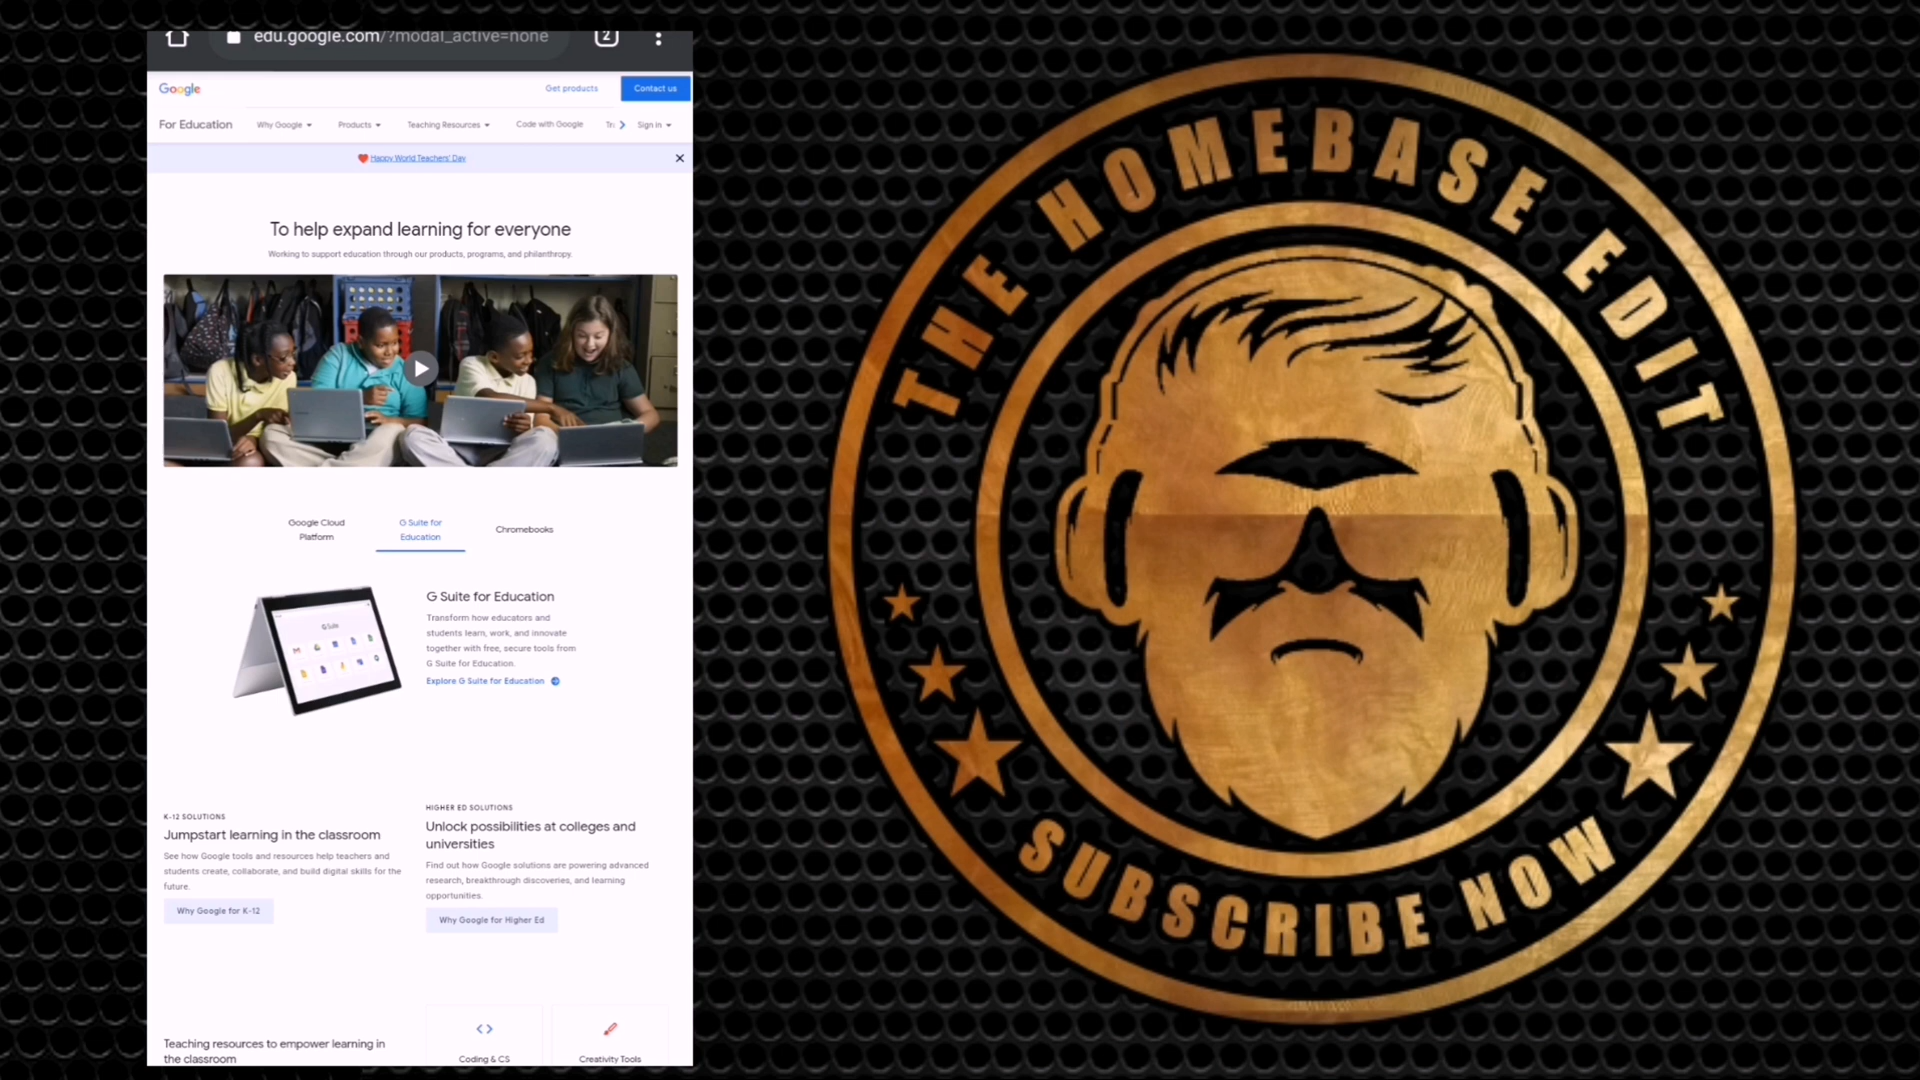 edu.google.com/?modal_active=none
2
Google
Get products
Contact us
For Education
Why Google
Products
Teaching Resources
Code with Google
Sign in
Happy World Teachers' Day
To help expand learning for everyone
Working to support education through our products, programs, and philanthropy.
Google Cloud
Platform
G Suite for
Education
Chromebooks
G Suite
G Suite for Education
Transform how educators and
students learn, work, and innovate
together with free, secure tools from
G Suite for Education.
Explore G Suite for Education
K-12 SOLUTIONS
Jumpstart learning in the classroom
See how Google tools and resources help teachers and
students create, collaborate, and build digital skills for the
future.
Why Google for K-12
HIGHER ED SOLUTIONS
Unlock possibilities at colleges and
universities
Find out how Google solutions are powering advanced
research, breakthrough discoveries, and learning
opportunities.
Why Google for Higher Ed
Teaching resources to empower learning in
the classroom
Coding & CS
Creativity Tools
THE HOMEBASE EDIT
SUBSCRIBE NOW